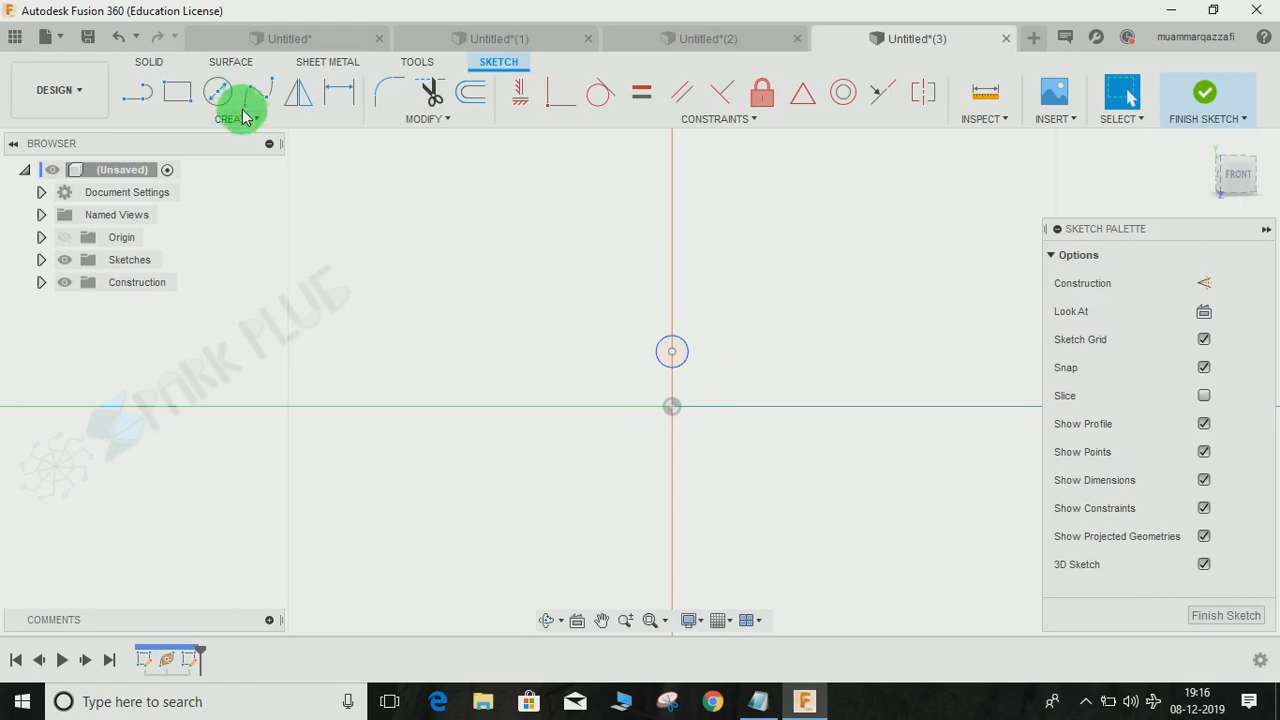 Autodesk Fusion 360 (Education License)
Untitled*
Untitled*(1)
Untitled*(2)
Untitled*(3)
muammarqazzafi
DESIGN
SOLID
SURFACE
SHEET METAL
TOOLS
SKETCH
MODIFY
CONSTRAINTS
INSPECT
INSERT
SELECT
FINISH SKETCH
BROWSER
(Unsaved)
Document Settings
Named Views
Origin
Sketches
Construction
FRONT
SKETCH PALETTE
Options
Construction
Look At
Sketch Grid
Snap
Slice
Show Profile
Show Points
Show Dimensions
Show Constraints
Show Projected Geometries
3D Sketch
Finish Sketch
PARK PLUE
COMMENTS
Type here to search
19:16
08-12-2019